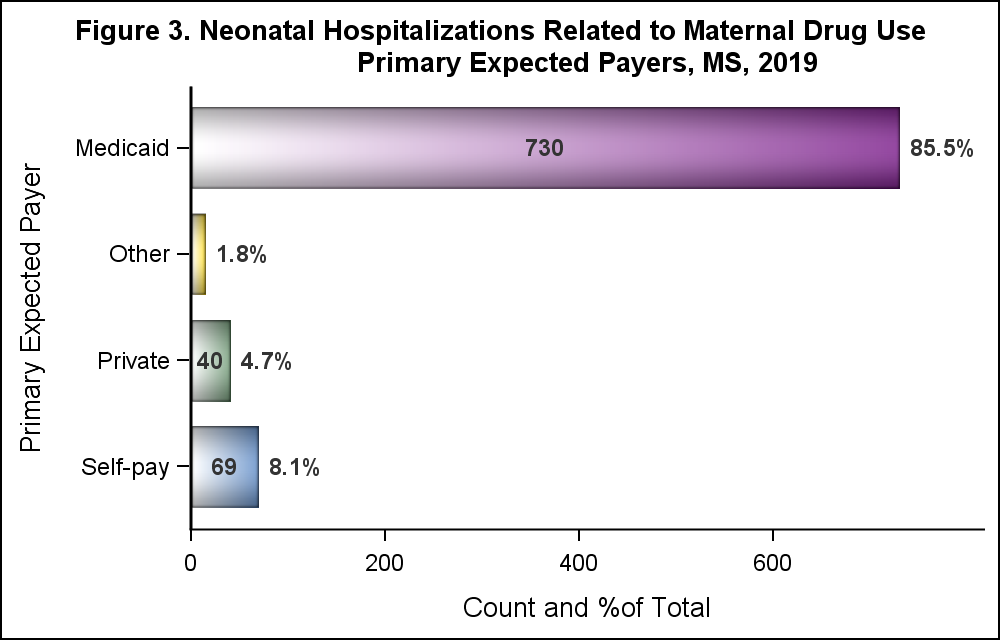 Figure 3. Neonatal Hospitalizations Related to Maternal Drug Use
Primary Expected Payers, MS, 2019
Primary Expected Payer
Medicaid 730 85.5%
Other 1.8%
Private 40 4.7%
Self-pay 69 8.1%
0 200 400 600
Count and %of Total